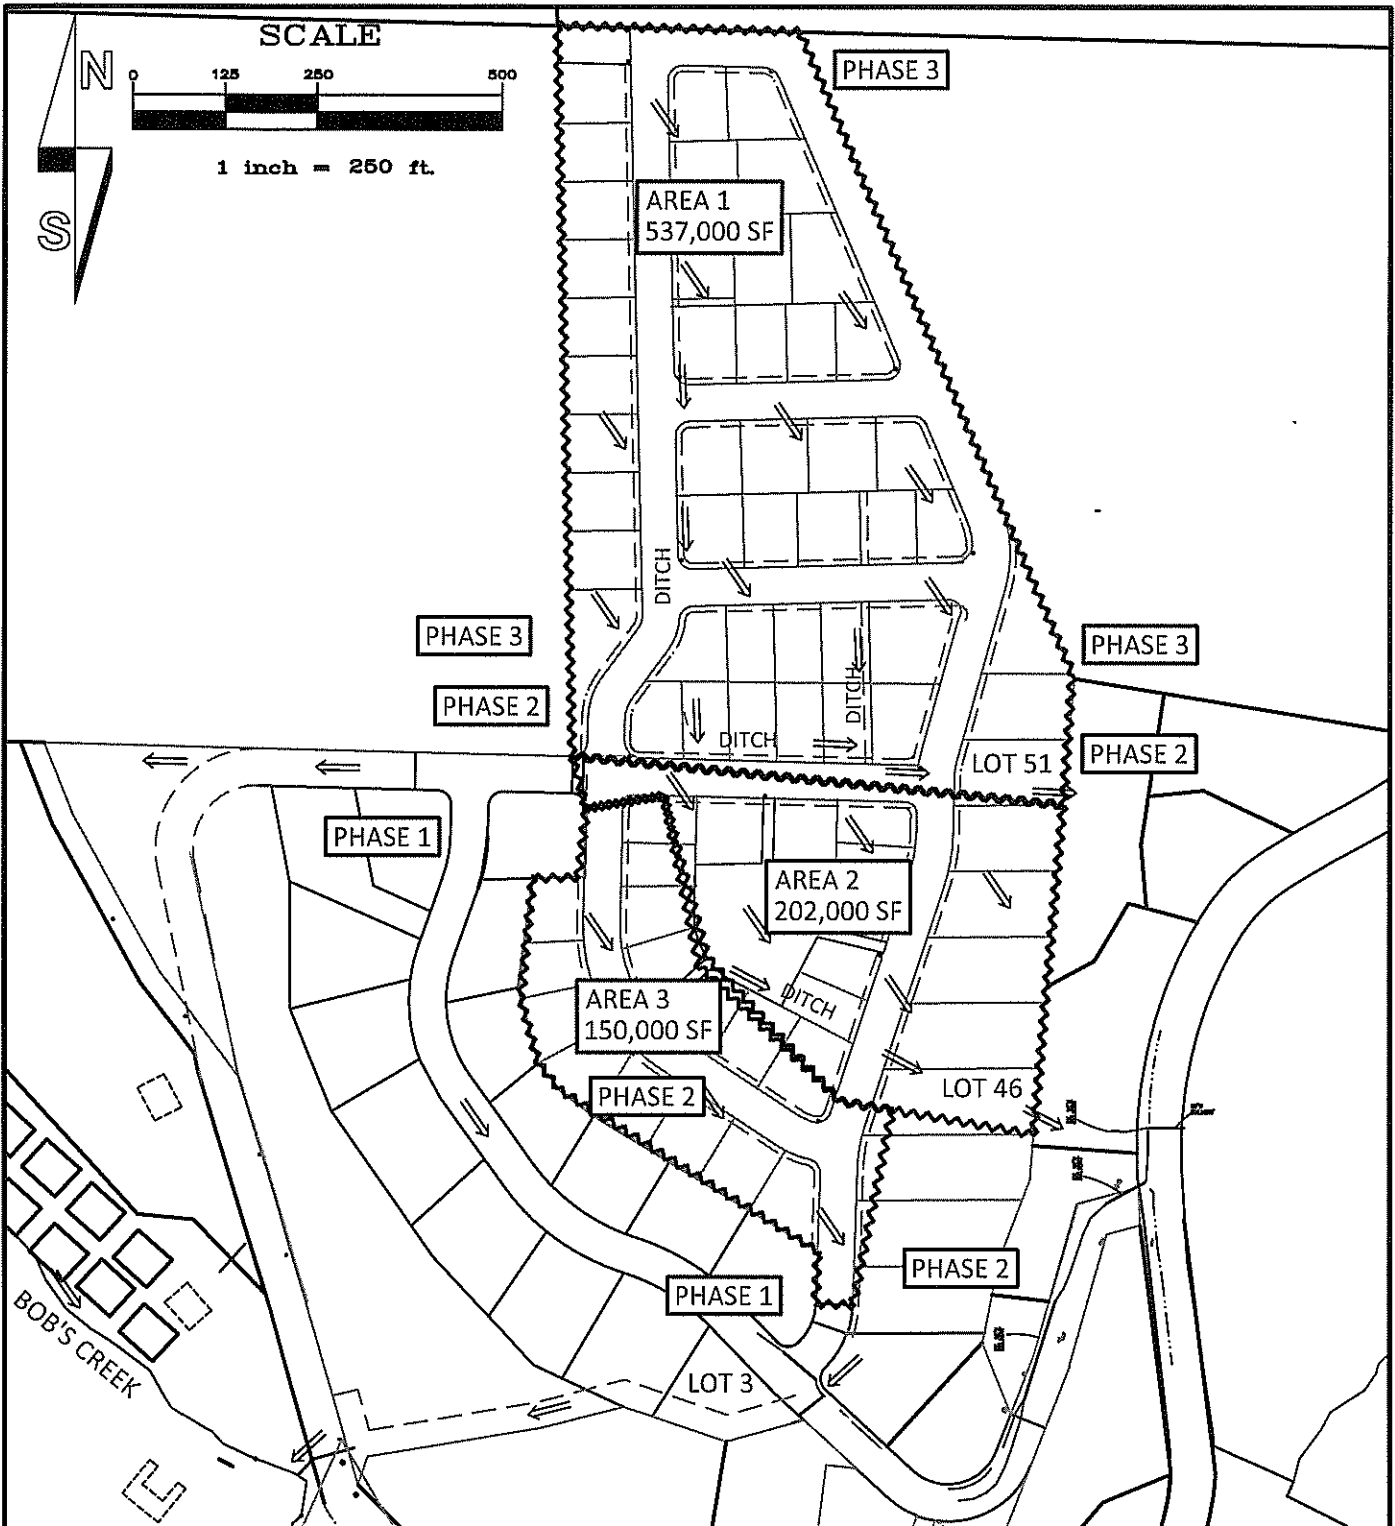 SCALE
N
0 125 250 500
1 inch = 250 ft.
S
PHASE 3
AREA 1
537,000 SF
DITCH
PHASE 3
PHASE 3
PHASE 2
DITCH
DITCH
LOT 51
PHASE 2
PHASE 1
AREA 2
202,000 SF
AREA 3
150,000 SF
DITCH
PHASE 2
LOT 46
PHASE 2
PHASE 1
BOB'S CREEK
LOT 3